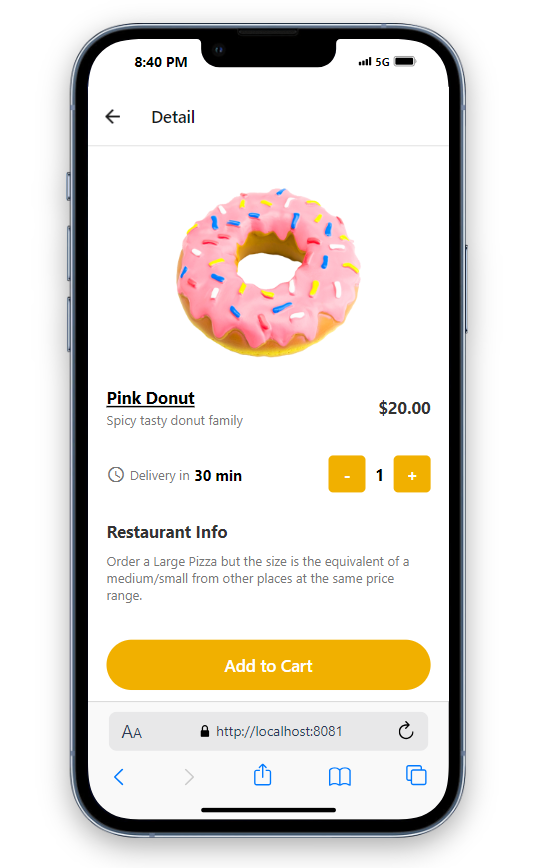 8:40 PM 5G
Detail
Pink Donut
$20.00
Spicy tasty donut family
Delivery in 30 min - 1 +
Restaurant Info
Order a Large Pizza but the size is the equivalent of a
medium/small from other places at the same price
range.
Add to Cart
AA http://localhost:8081